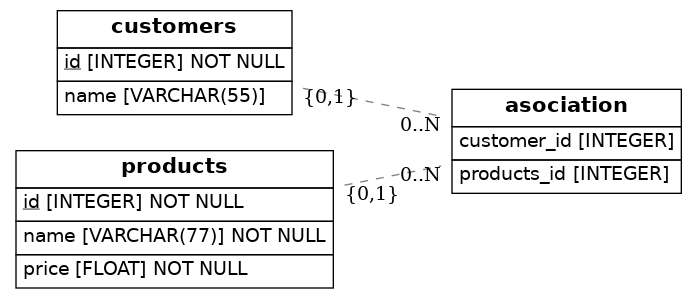 customers
id [INTEGER] NOT NULL
name [VARCHAR(55)]
{0,1}
0..N
asociation
customer_id [INTEGER]
products_id [INTEGER]
products
id [INTEGER] NOT NULL
name [VARCHAR(77)] NOT NULL
price [FLOAT] NOT NULL
{0,1}
0..N